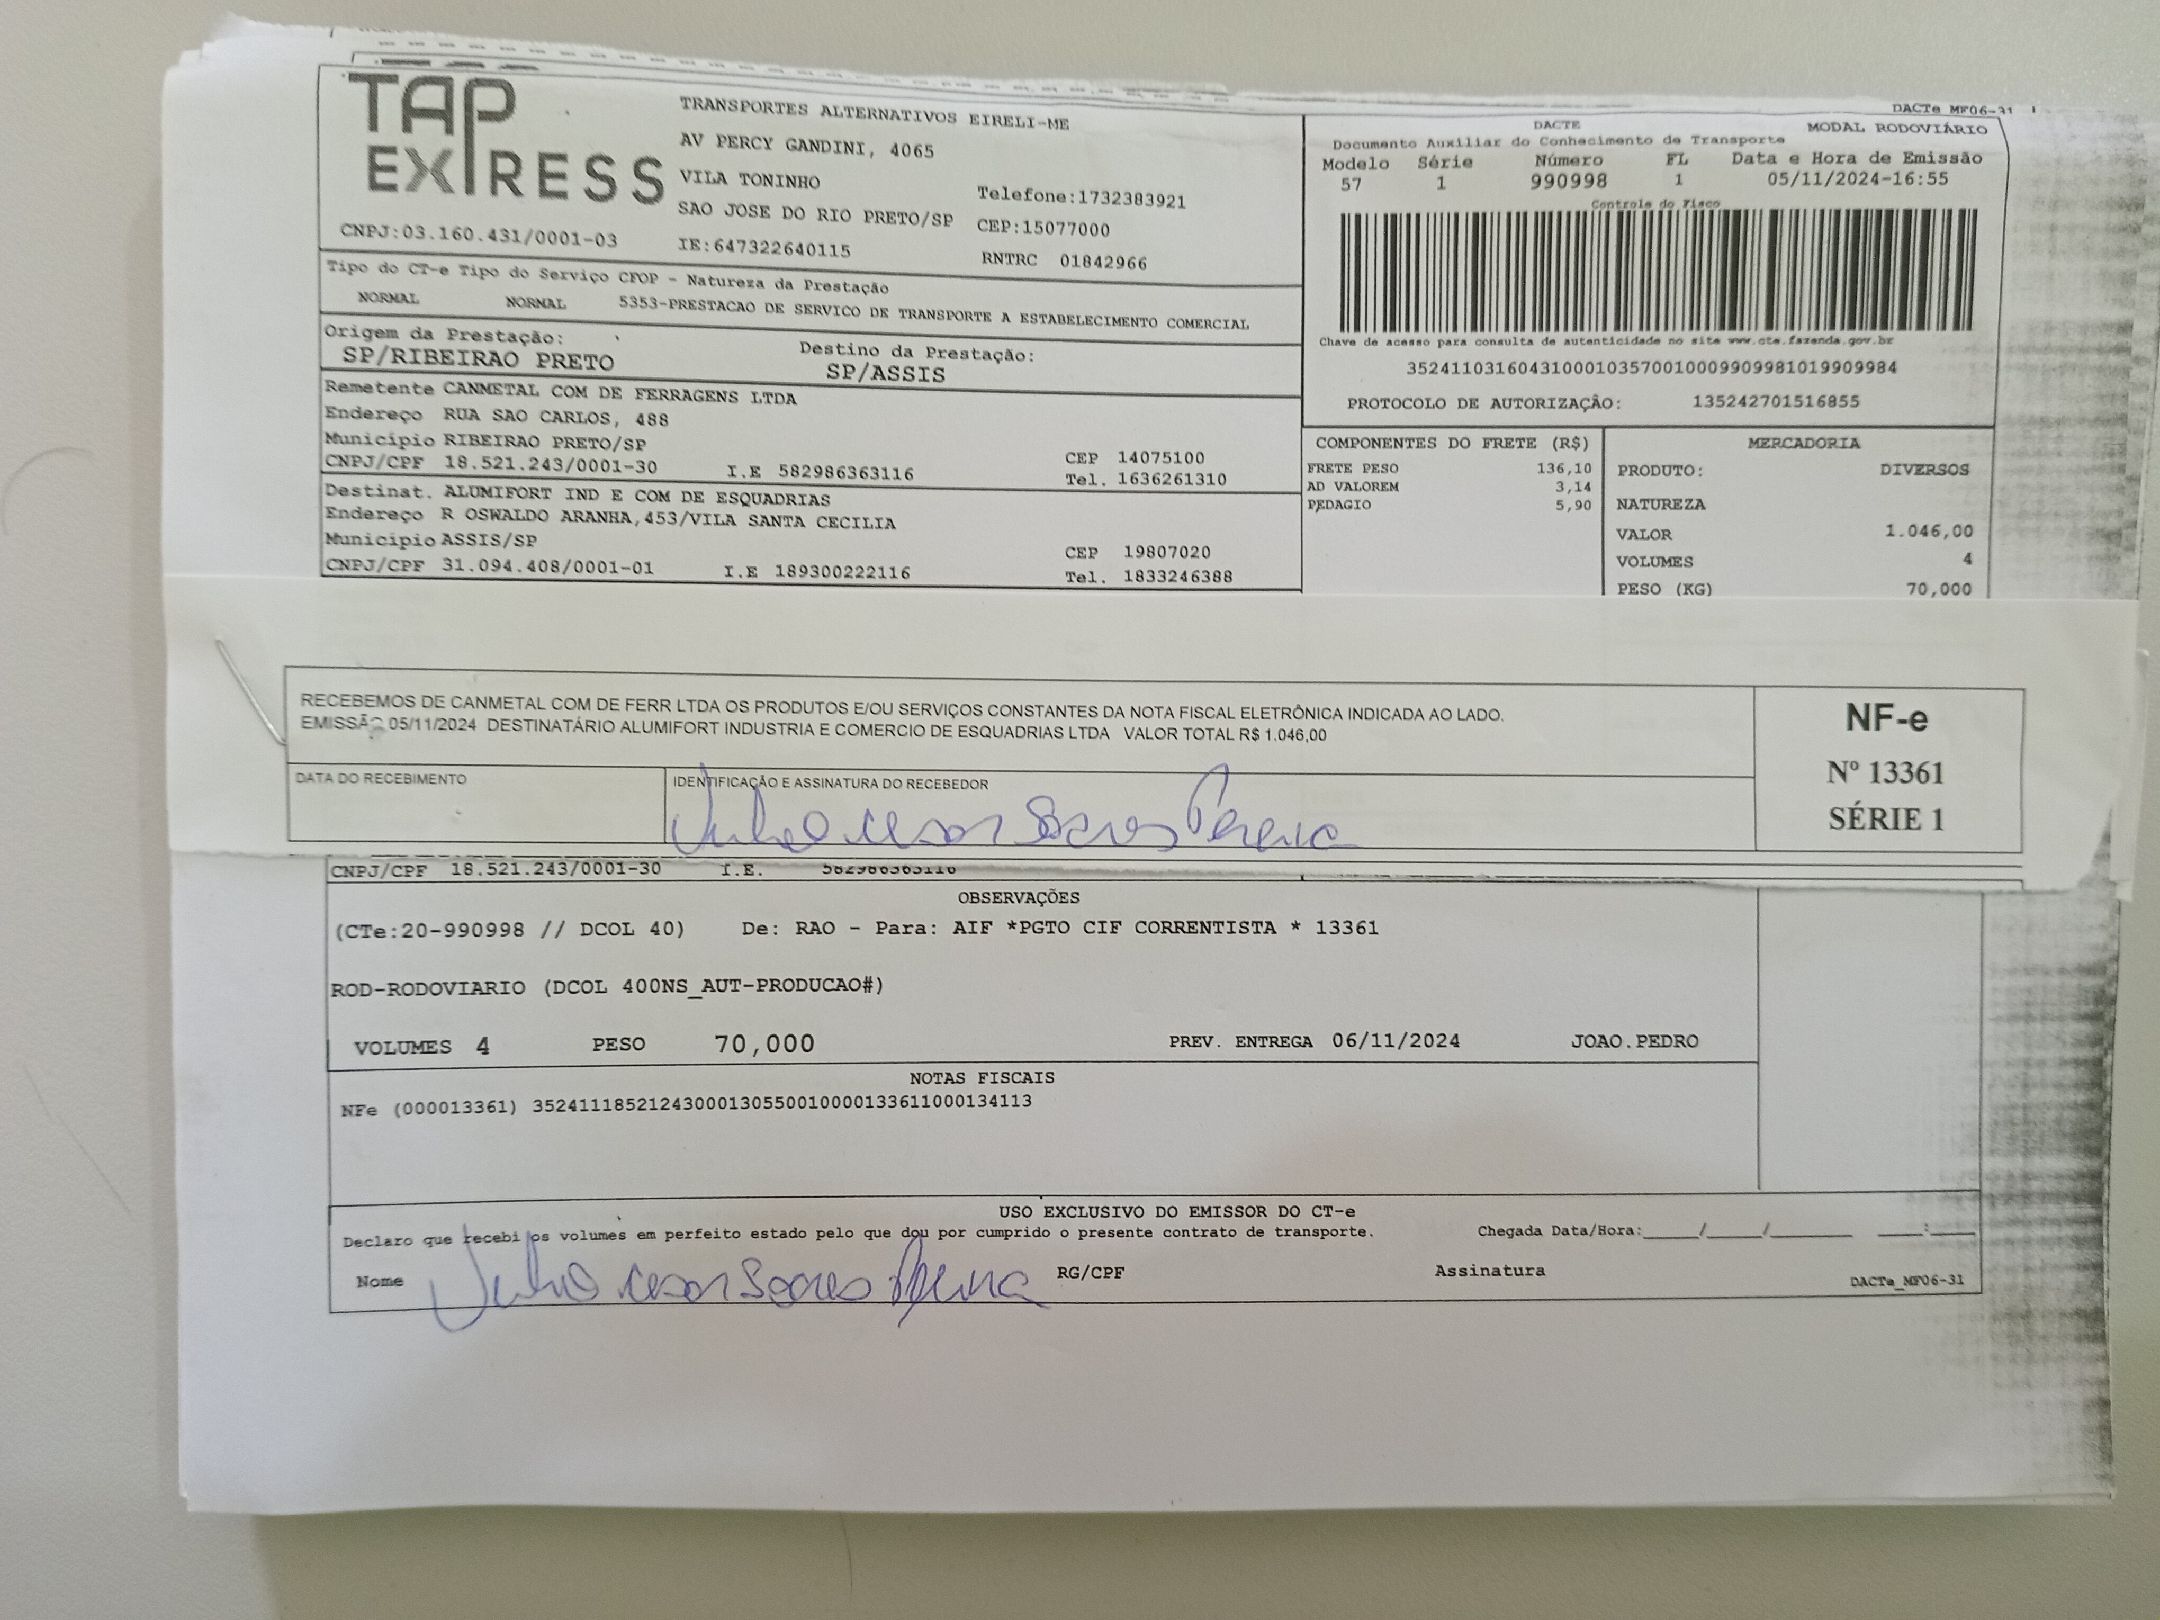 DACTe_MF06-31
TAP EXPRESS
TRANSPORTES ALTERNATIVOS EIRELI-ME
AV PERCY GANDINI, 4065
VILA TONINHO
Telefone:1732383921
SAO JOSE DO RIO PRETO/SP CEP:15077000
CNPJ:03.160.431/0001-03 IE:647322640115 RNTRC 01842966
DACTE MODAL RODOVIÁRIO
Documento Auxiliar do Conhecimento de Transporte
Modelo Série Número FL Data e Hora de Emissão
57 1 990998 1 05/11/2024-16:55
Controle do Fisco
Chave de acesso para consulta de autenticidade no site www.cte.fazenda.gov.br
35241103160431000103570010009909981019909984
PROTOCOLO DE AUTORIZAÇÃO: 135242701516855
Tipo do CT-e Tipo do Serviço CFOP - Natureza da Prestação
NORMAL NORMAL 5353-PRESTACAO DE SERVICO DE TRANSPORTE A ESTABELECIMENTO COMERCIAL
Origem da Prestação: Destino da Prestação:
SP/RIBEIRAO PRETO SP/ASSIS
Remetente CANMETAL COM DE FERRAGENS LTDA
Endereço RUA SAO CARLOS, 488
Município RIBEIRAO PRETO/SP CEP 14075100
CNPJ/CPF 18.521.243/0001-30 I.E 582986363116 Tel. 1636261310
Destinat. ALUMIFORT IND E COM DE ESQUADRIAS
Endereço R OSWALDO ARANHA,453/VILA SANTA CECILIA
Município ASSIS/SP CEP 19807020
CNPJ/CPF 31.094.408/0001-01 I.E 189300222116 Tel. 1833246388
COMPONENTES DO FRETE (R$)
FRETE PESO 136,10
AD VALOREM 3,14
PEDAGIO 5,90
MERCADORIA
PRODUTO: DIVERSOS
NATUREZA
VALOR 1.046,00
VOLUMES 4
PESO (KG) 70,000
RECEBEMOS DE CANMETAL COM DE FERR LTDA OS PRODUTOS E/OU SERVIÇOS CONSTANTES DA NOTA FISCAL ELETRÔNICA INDICADA AO LADO.
EMISSÃO 05/11/2024 DESTINATÁRIO ALUMIFORT INDUSTRIA E COMERCIO DE ESQUADRIAS LTDA VALOR TOTAL R$ 1.046,00
DATA DO RECEBIMENTO IDENTIFICAÇÃO E ASSINATURA DO RECEBEDOR
Soares Pereira
NF-e
Nº 13361
SÉRIE 1
CNPJ/CPF 18.521.243/0001-30 I.E. 582986363116
OBSERVAÇÕES
(CTe:20-990998 // DCOL 40) De: RAO - Para: AIF *PGTO CIF CORRENTISTA * 13361
ROD-RODOVIARIO (DCOL 400NS_AUT-PRODUCAO#)
VOLUMES 4 PESO 70,000 PREV. ENTREGA 06/11/2024 JOAO.PEDRO
NOTAS FISCAIS
NFe (000013361) 35241118521243000130550010000133611000134113
USO EXCLUSIVO DO EMISSOR DO CT-e
Declaro que recebi os volumes em perfeito estado pelo que dou por cumprido o presente contrato de transporte. Chegada Data/Hora:____/____/______ ___:___
Nome Soares RG/CPF Assinatura DACTe_MF06-31